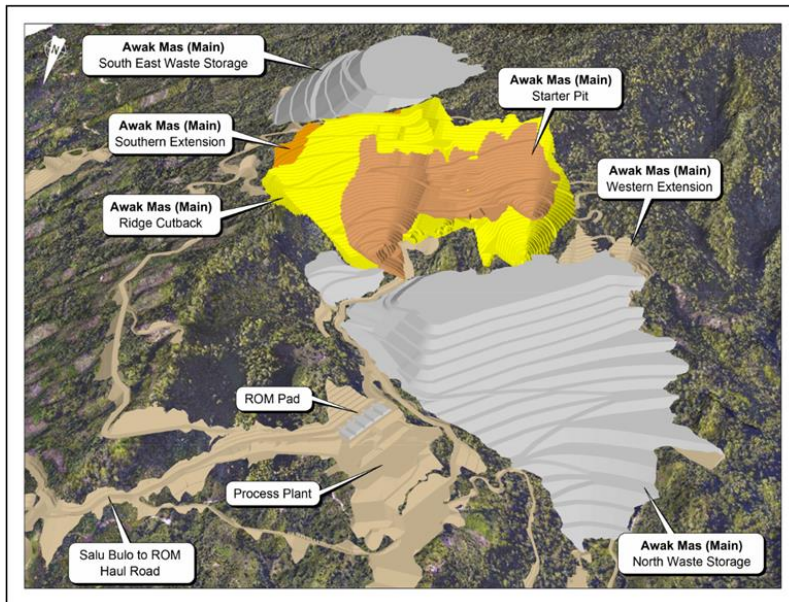 Awak Mas (Main)
South East Waste Storage
Awak Mas (Main)
Starter Pit
Awak Mas (Main)
Southern Extension
Awak Mas (Main)
Western Extension
Awak Mas (Main)
Ridge Cutback
ROM Pad
Process Plant
Salu Bulo to ROM
Haul Road
Awak Mas (Main)
North Waste Storage